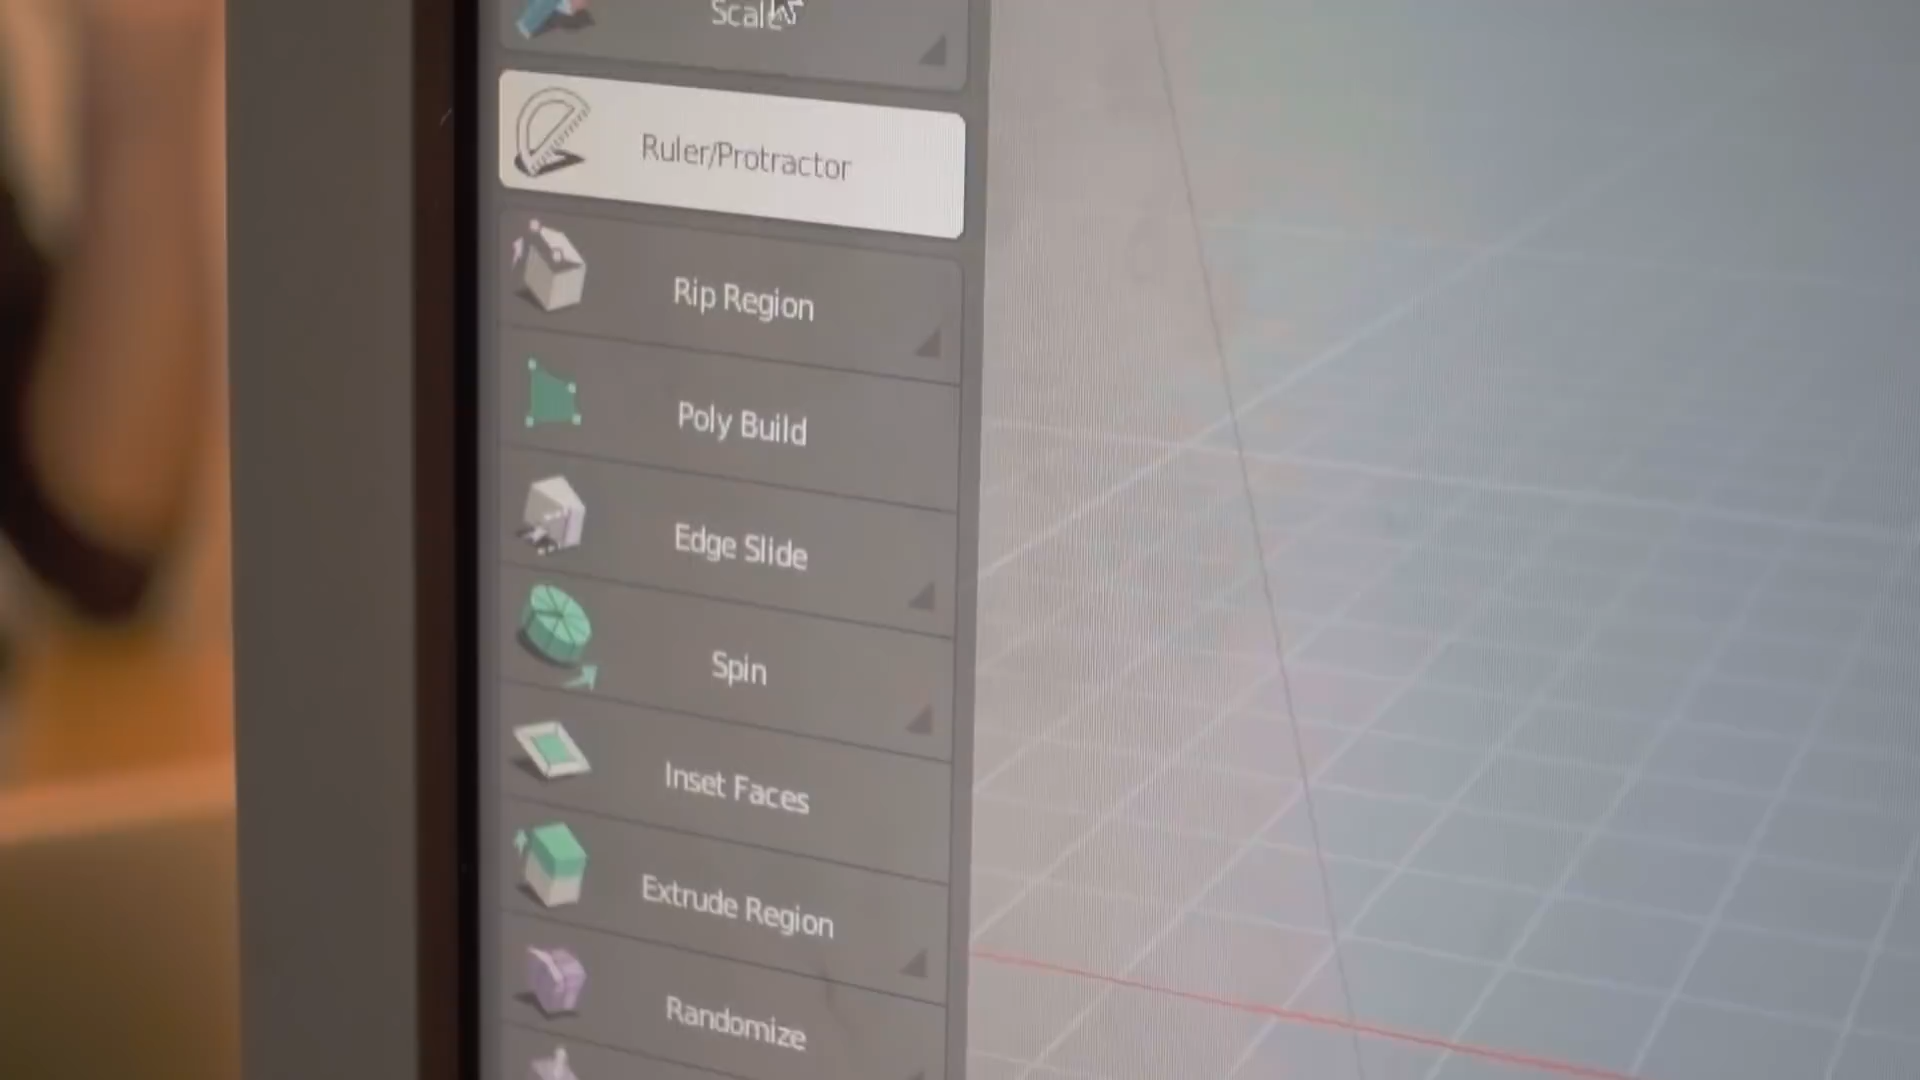 Scale
Ruler/Protractor
Rip Region
Poly Build
Edge Slide
Spin
Inset Faces
Extrude Region
Randomize